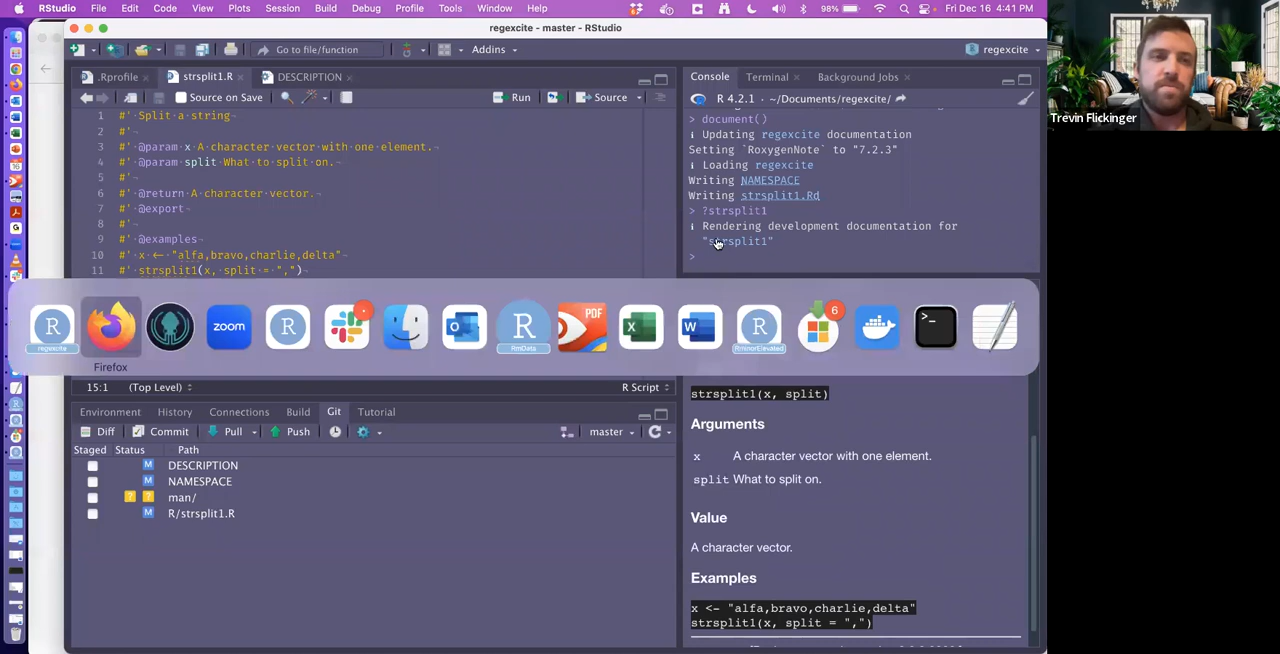 RStudio File Edit Code View Plots Session Build Debug Profile Tools Window Help 98% Fri Dec 16 4:41 PM
regexcite - master - RStudio
Go to file/function Addins regexcite
.Rprofile strsplit1.R DESCRIPTION
Source on Save Run Source
1 #' Split a string
2 #'
3 #' @param x A character vector with one element.
4 #' @param split What to split on.
5 #'
6 #' @return A character vector.
7 #' @export
8 #'
9 #' @examples
10 #' x <- "alfa,bravo,charlie,delta"
11 #' strsplit1(x, split = ",")
15:1 (Top Level) R Script
Console Terminal Background Jobs
R 4.2.1 · ~/Documents/regexcite/
> document()
i Updating regexcite documentation
Setting `RoxygenNote` to "7.2.3"
i Loading regexcite
Writing NAMESPACE
Writing strsplit1.Rd
> ?strsplit1
i Rendering development documentation for
"strsplit1"
>
Trevin Flickinger
R regexcite
Firefox
zoom
R
O
R RmData
PDF
X
W
R RmorElevated
6
>_
Environment History Connections Build Git Tutorial
Diff Commit Pull Push master
Staged Status Path
M DESCRIPTION
M NAMESPACE
? ? man/
M R/strsplit1.R
strsplit1(x, split)
Arguments
x A character vector with one element.
split What to split on.
Value
A character vector.
Examples
x <- "alfa,bravo,charlie,delta"
strsplit1(x, split = ",")